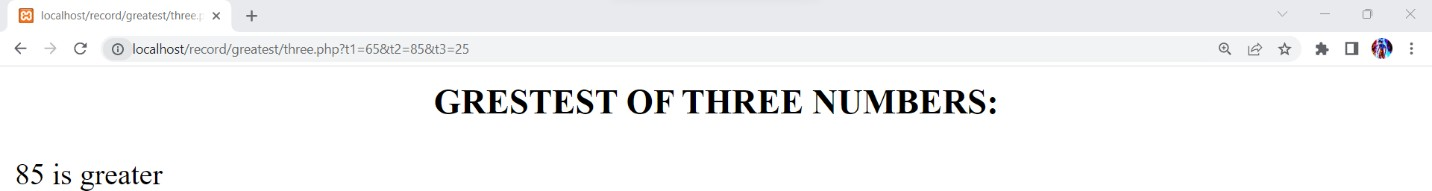 localhost/record/greatest/three.p
localhost/record/greatest/three.php?t1=65&t2=85&t3=25
GRESTEST OF THREE NUMBERS:
85 is greater